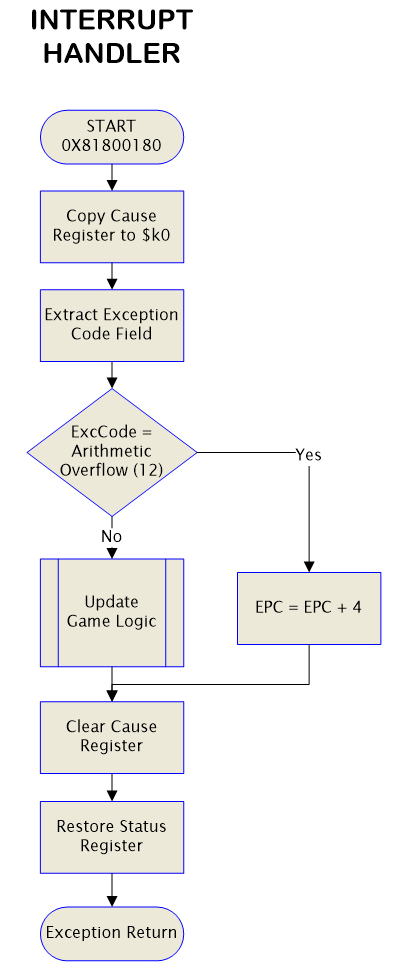 INTERRUPT
HANDLER
START
0X81800180
Copy Cause
Register to $k0
Extract Exception
Code Field
ExcCode =
Arithmetic
Overflow (12)
Yes
No
Update
Game Logic
EPC = EPC + 4
Clear Cause
Register
Restore Status
Register
Exception Return